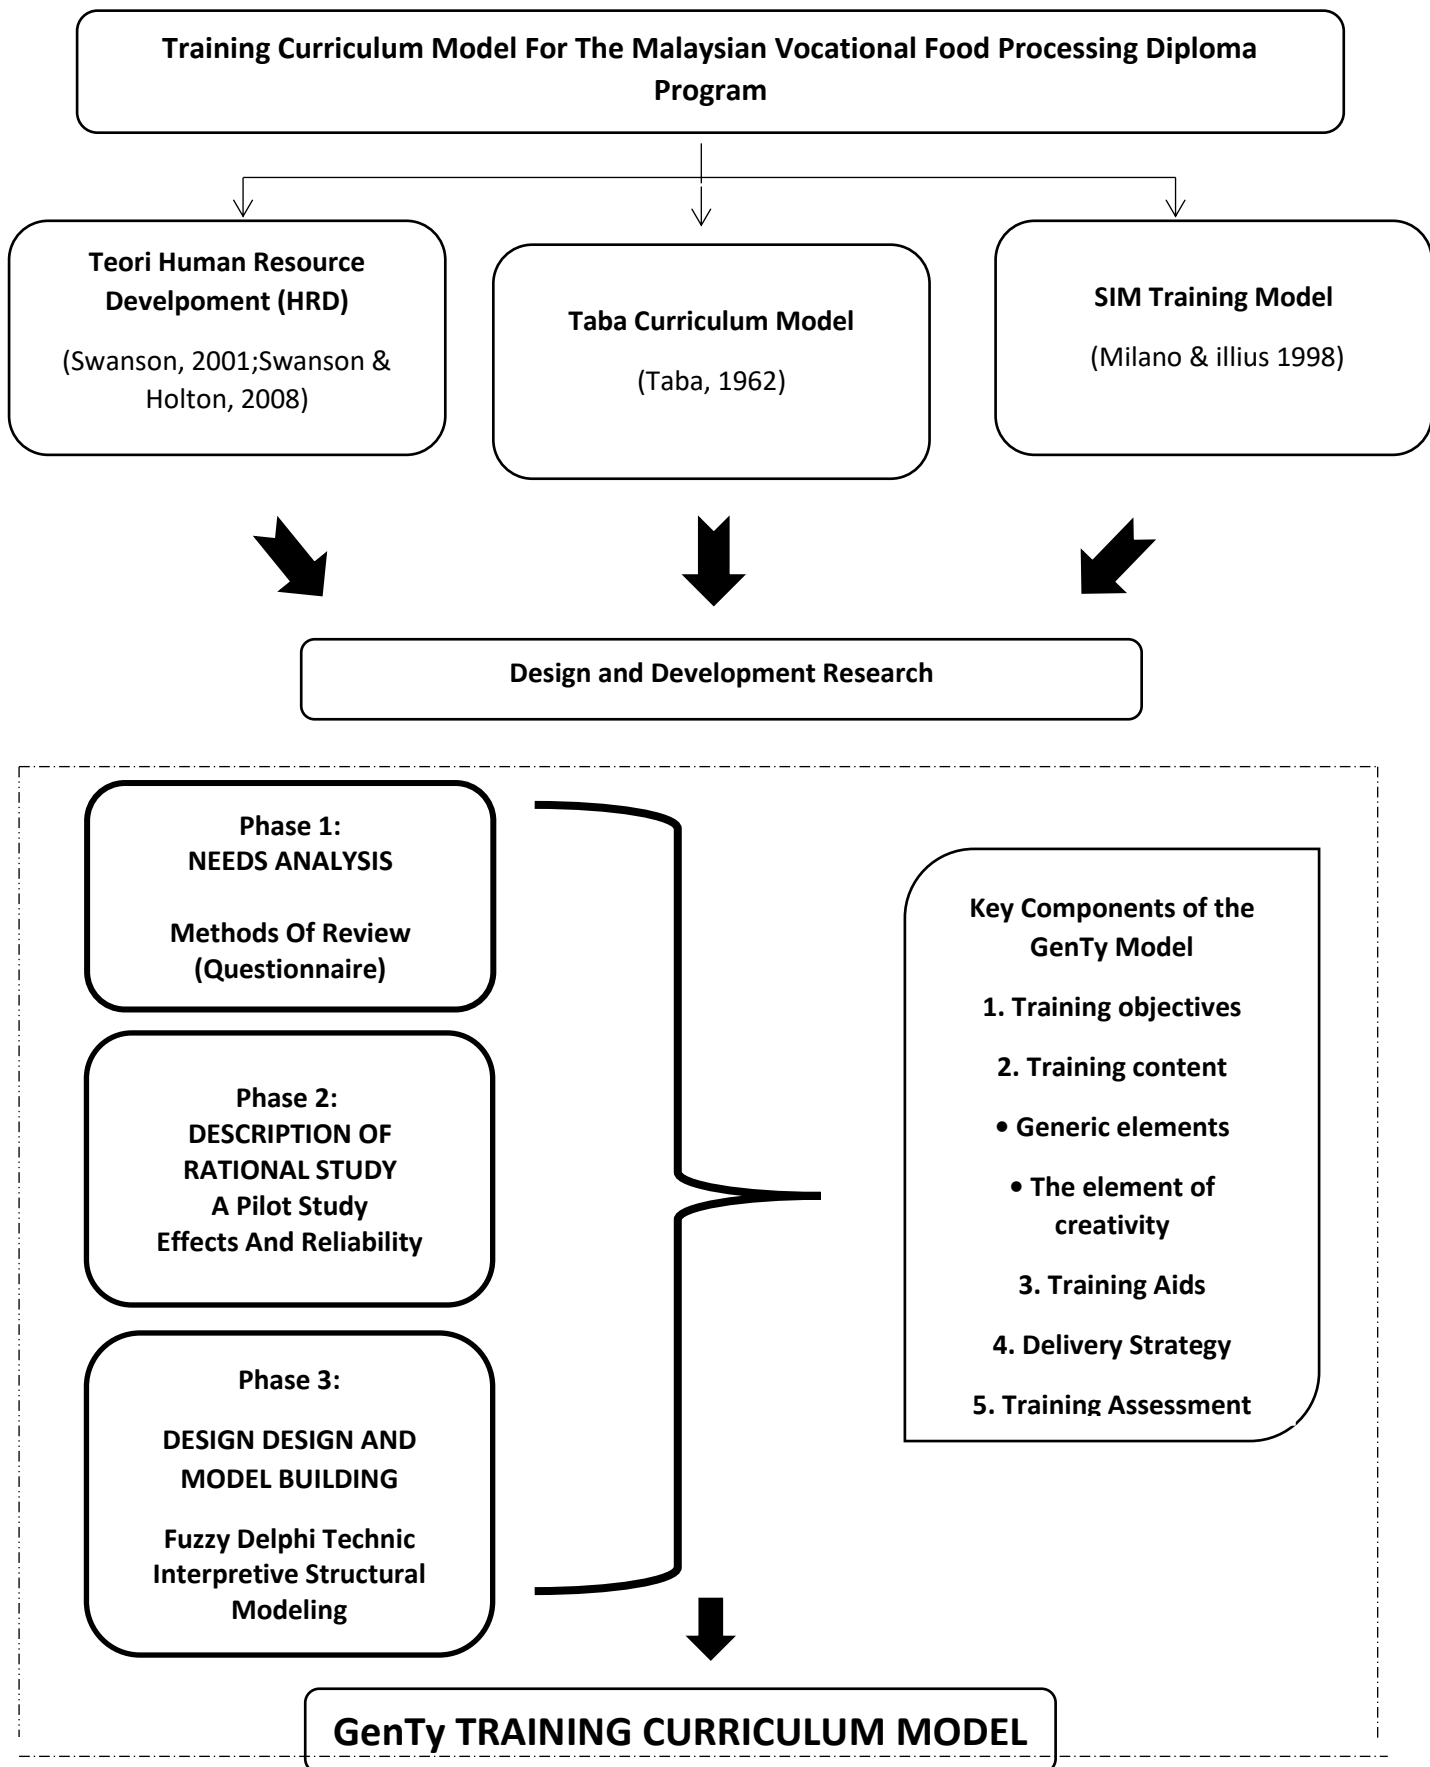 Training Curriculum Model For The Malaysian Vocational Food Processing Diploma
Program
Teori Human Resource
Develpoment (HRD)
(Swanson, 2001;Swanson &
Holton, 2008)
Taba Curriculum Model
(Taba, 1962)
SIM Training Model
(Milano & illius 1998)
Design and Development Research
Phase 1:
NEEDS ANALYSIS
Methods Of Review
(Questionnaire)
Phase 2:
DESCRIPTION OF
RATIONAL STUDY
A Pilot Study
Effects And Reliability
Phase 3:
DESIGN DESIGN AND
MODEL BUILDING
Fuzzy Delphi Technic
Interpretive Structural
Modeling
Key Components of the
GenTy Model
1. Training objectives
2. Training content
• Generic elements
• The element of
creativity
3. Training Aids
4. Delivery Strategy
5. Training Assessment
GenTy TRAINING CURRICULUM MODEL